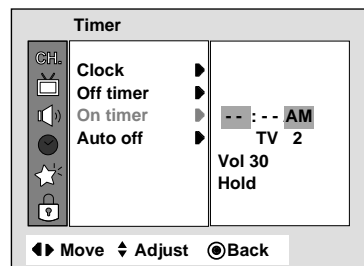 Timer
CH.
Clock
Off timer
On timer
Auto off
- - : - - AM
TV 2
Vol 30
Hold
Move Adjust Back